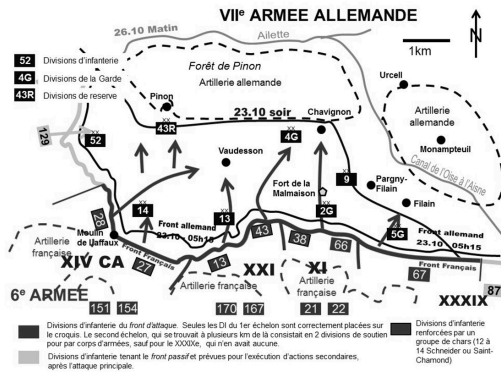 VIIe ARMEE ALLEMANDE
26.10 Matin
Ailette
N
1km
52 Divisions d'infanterie
4G Divisions de la Garde
43R Divisions de reserve
Forêt de Pinon
Artillerie allemande
Pinon
43R
23.10 soir
Chavignon
4G
Urcell
Artillerie
allemande
Monampteuil
Canal de l'Oise à l'Aisne
129
52
Vaudesson
Fort de la
Malmaison
9
Pargny-
Filain
Filain
28
14
13
2G
5G
Moulin
de Laffaux
Front allemand
23.10 05h15
Front allemand
23.10 05h15
43
38
66
Front Français
27
13
67
Front Français
Artillerie
française
XIV CA
XXI
XI
Artillerie française
Artillerie
française
6e ARMEE
151
154
170
167
21
22
XXXIX
87
Divisions d'infanterie du front d'attaque. Seules les DI du 1er échelon sont correctement placées sur
le croquis. Le second échelon, qui se trouvait à plusieurs km de là consistait en 2 divisions de soutien
pour par corps d'armées, sauf pour le XXXIXe, qui n'en avait aucune.
Divisions d'infanterie tenant le front passif et prévues pour l'exécution d'actions secondaires,
après l'attaque principale.
Divisions d'infanterie
renforcées par un
groupe de chars (12 à
14 Schneider ou Saint-
Chamond)